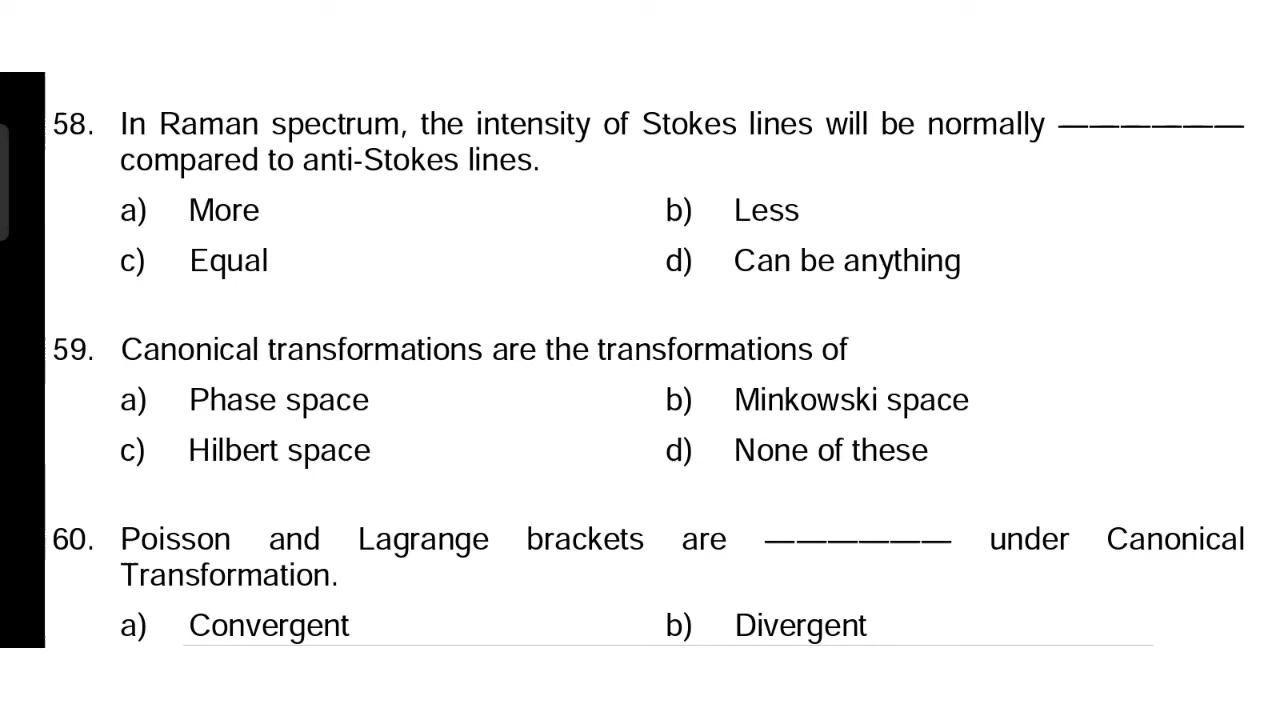 58. In Raman spectrum, the intensity of Stokes lines will be normally ——————
compared to anti-Stokes lines.
a) More b) Less
c) Equal d) Can be anything
59. Canonical transformations are the transformations of
a) Phase space b) Minkowski space
c) Hilbert space d) None of these
60. Poisson and Lagrange brackets are —————— under Canonical
Transformation.
a) Convergent b) Divergent